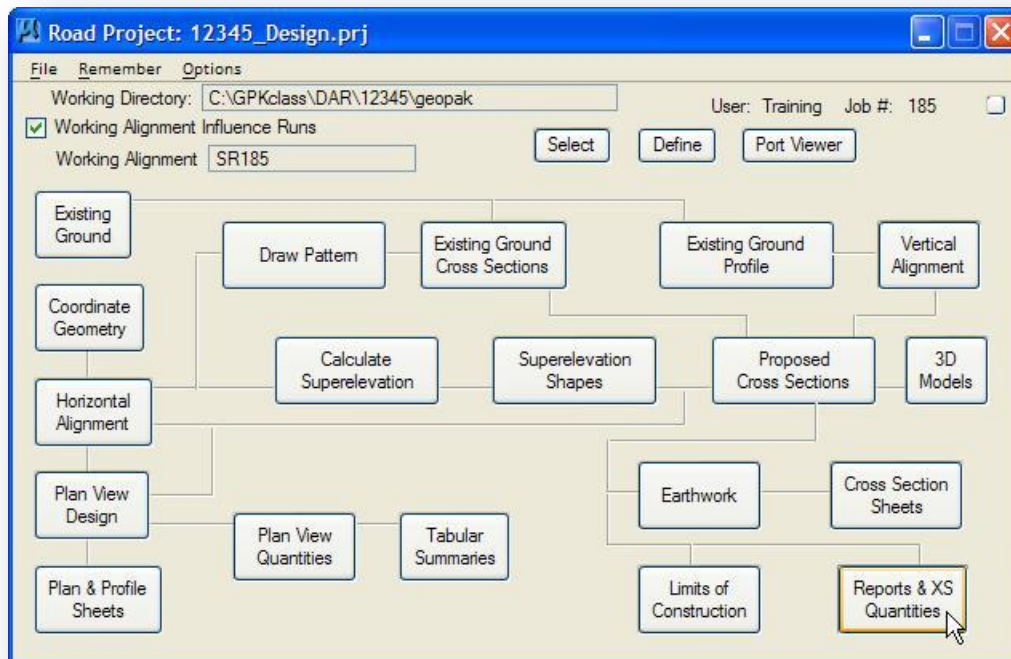 Road Project: 12345_Design.prj
File Remember Options
Working Directory: C:\GPKclass\DAR\12345\geopak
User: Training Job #: 185
Working Alignment Influence Runs
Select Define Port Viewer
Working Alignment SR185
Existing
Ground
Draw Pattern
Existing Ground
Cross Sections
Existing Ground
Profile
Vertical
Alignment
Coordinate
Geometry
Calculate
Superelevation
Superelevation
Shapes
Proposed
Cross Sections
3D
Models
Horizontal
Alignment
Plan View
Design
Earthwork
Cross Section
Sheets
Plan View
Quantities
Tabular
Summaries
Plan & Profile
Sheets
Limits of
Construction
Reports & XS
Quantities